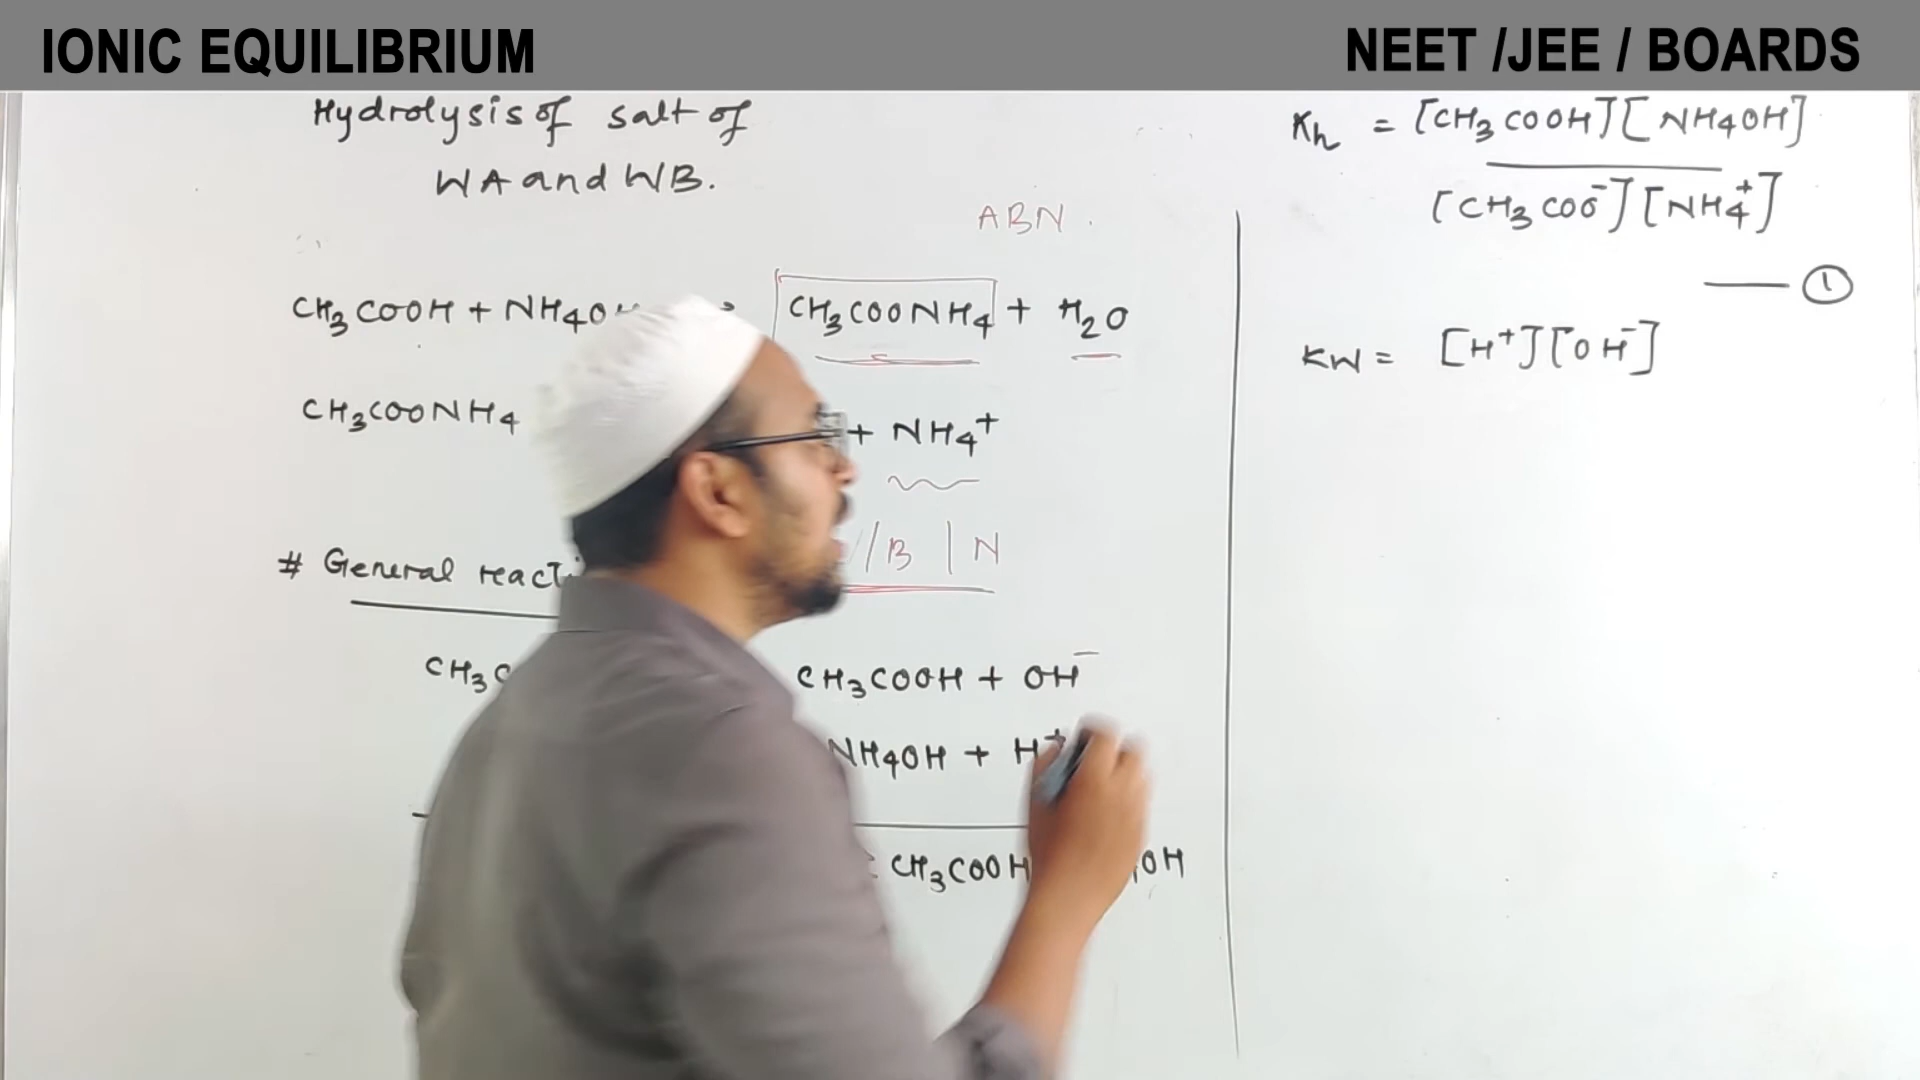 IONIC EQUILIBRIUM
NEET /JEE / BOARDS
Hydrolysis of salt of
WA and WB.
ABN.
CH3COOH + NH4O CH3COONH4 + H2O
CH3COONH4 + NH4+
/ B | N
# General reacti
CH3C CH3COOH + OH-
NH4OH + H+
CH3COOH OH
Kh = [CH3COOH][NH4OH]
[CH3COO-][NH4+]
1
KW = [H+][OH-]